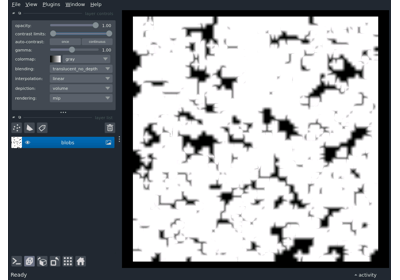 File View Plugins Window Help
opacity: 1.00
contrast limits:
auto-contrast: once continuous
gamma: 1.00
colormap: gray
blending: translucent_no_depth
interpolation: linear
depiction: volume
rendering: mip
blobs
Ready
activity